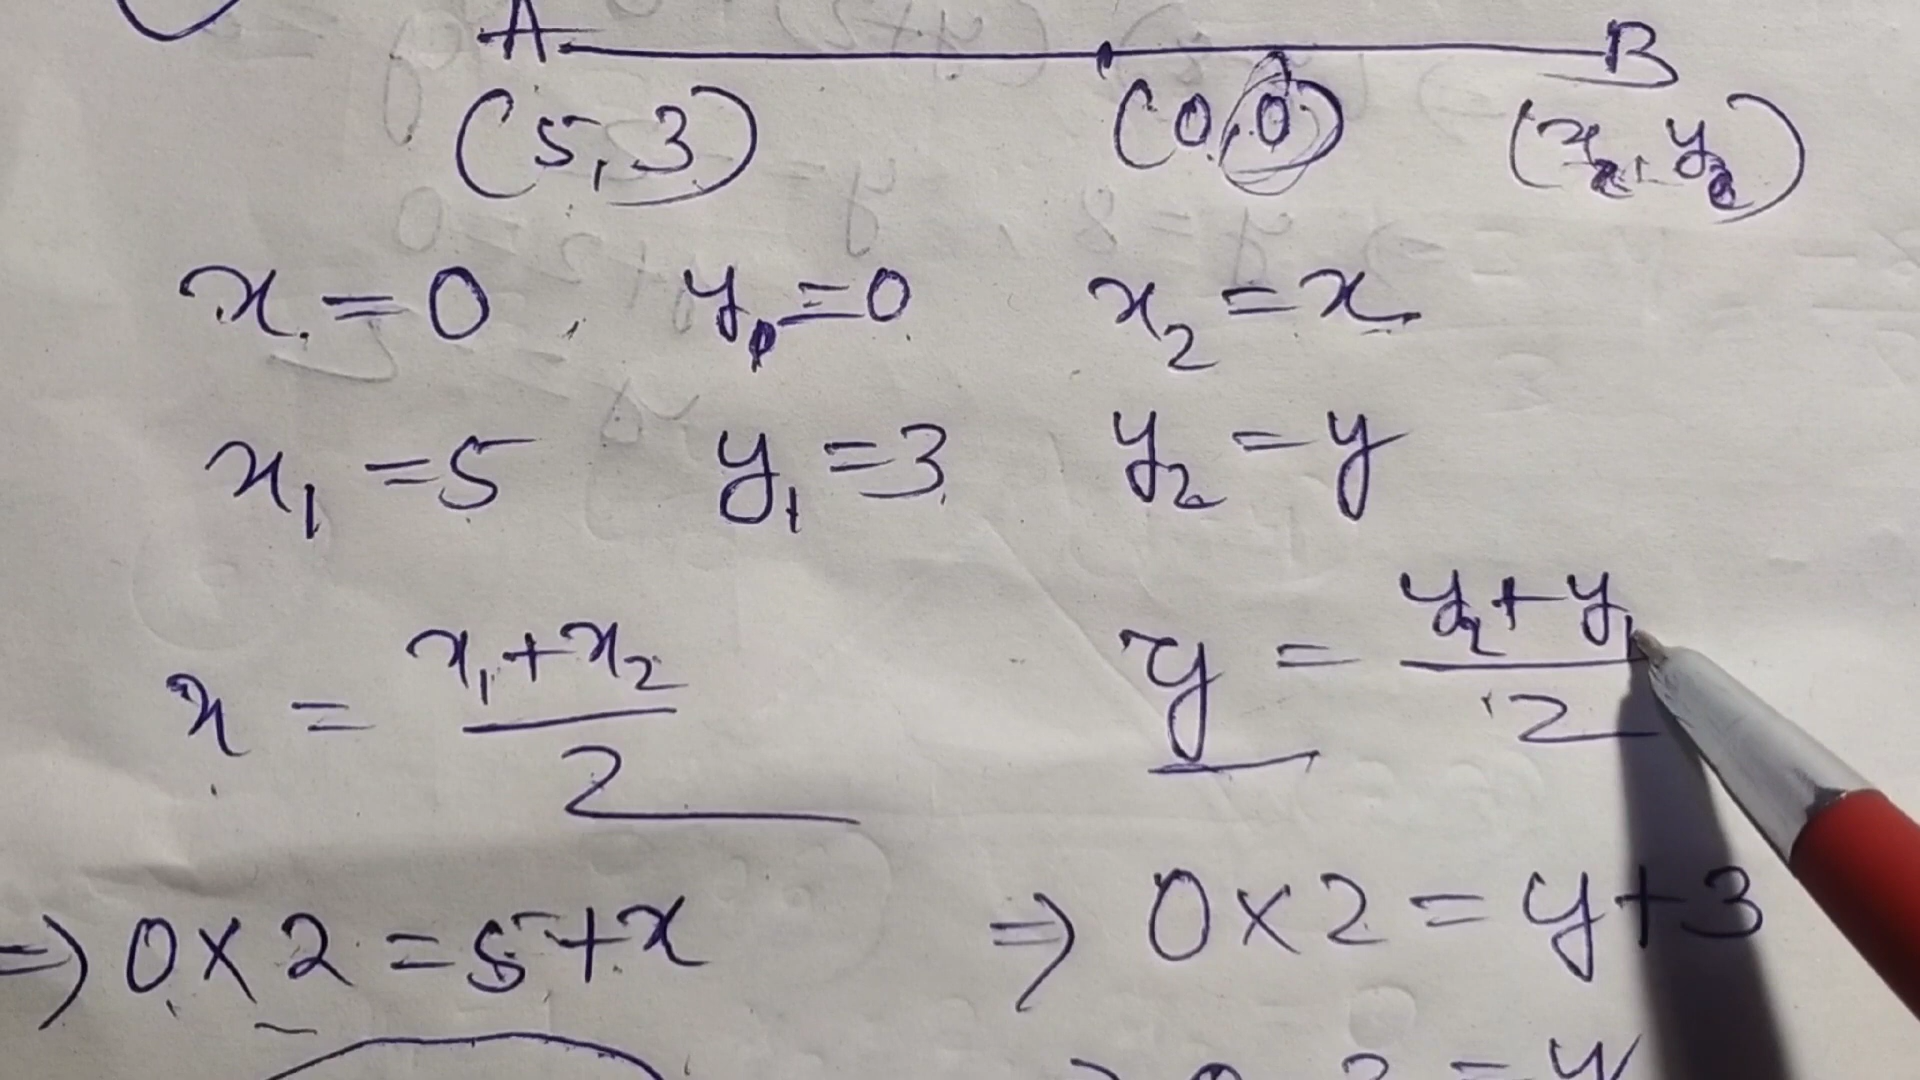 A B
(5, 3) (0, 0) (x₂, y₂)
x = 0 y = 0 x₂ = x
x₁ = 5 y₁ = 3 y₂ = y
x = (x₁ + x₂) / 2 y = (y₂ + y₁) / 2
⇒ 0 × 2 = 5 + x ⇒ 0 × 2 = y + 3